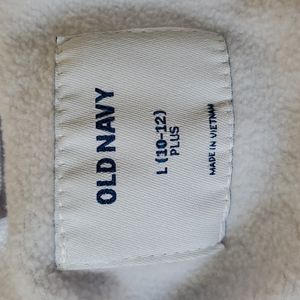 OLD NAVY
L (10-12)
PLUS
MADE IN VIETNAM